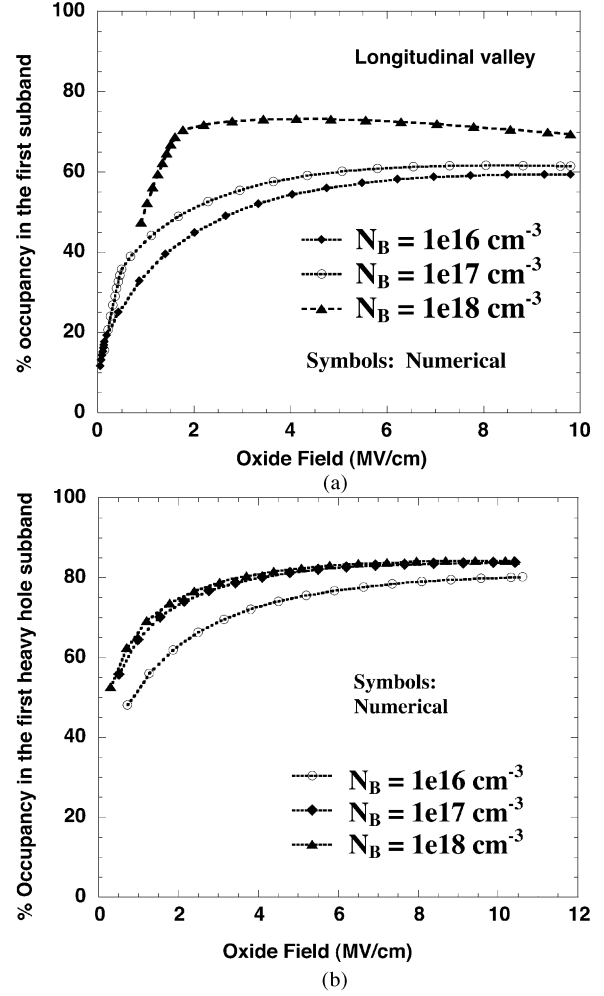 100
80
60
40
20
0
% occupancy in the first subband
Longitudinal valley
N_B = 1e16 cm^-3
N_B = 1e17 cm^-3
N_B = 1e18 cm^-3
Symbols: Numerical
0 2 4 6 8 10
Oxide Field (MV/cm)
(a)
100
80
60
40
20
0
% Occupancy in the first heavy hole subband
Symbols:
Numerical
N_B = 1e16 cm^-3
N_B = 1e17 cm^-3
N_B = 1e18 cm^-3
0 2 4 6 8 10 12
Oxide Field (MV/cm)
(b)